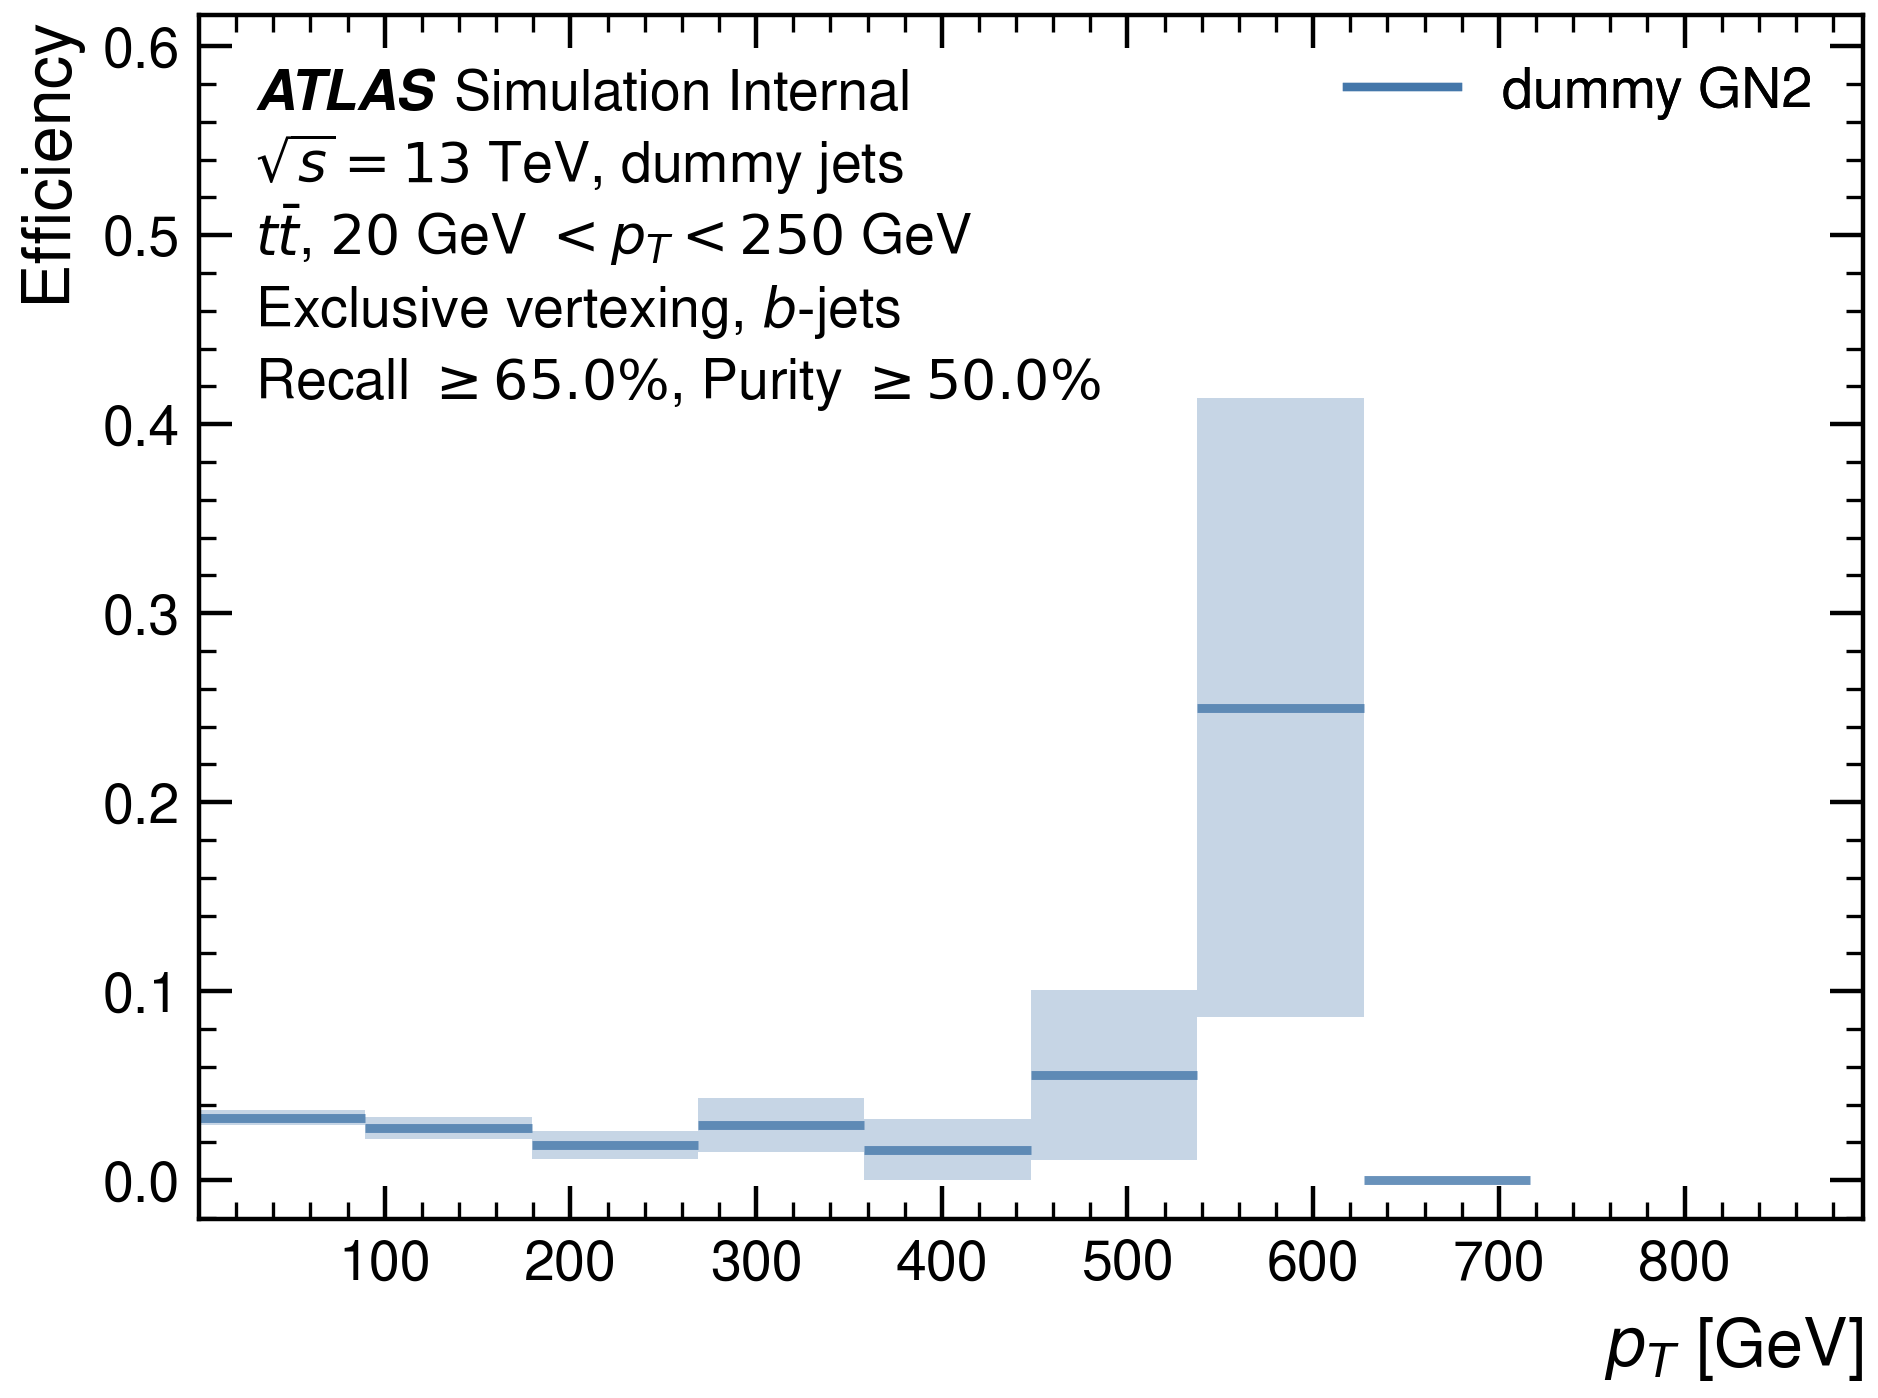 Efficiency
0.6
0.5
0.4
0.3
0.2
0.1
0.0
ATLAS Simulation Internal
√s = 13 TeV, dummy jets
tt̄, 20 GeV < p_T < 250 GeV
Exclusive vertexing, b-jets
Recall ≥ 65.0%, Purity ≥ 50.0%
dummy GN2
100 200 300 400 500 600 700 800
p_T [GeV]